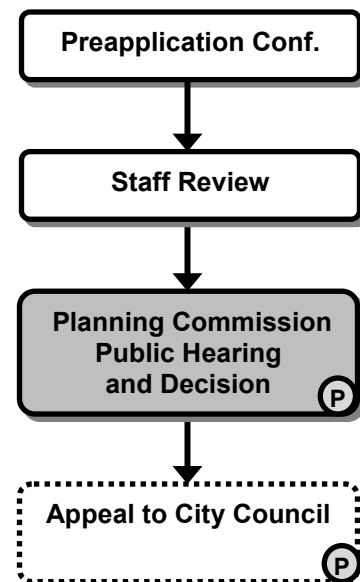 Preapplication Conf.
Staff Review
Planning Commission
Public Hearing
and Decision
P
Appeal to City Council
P